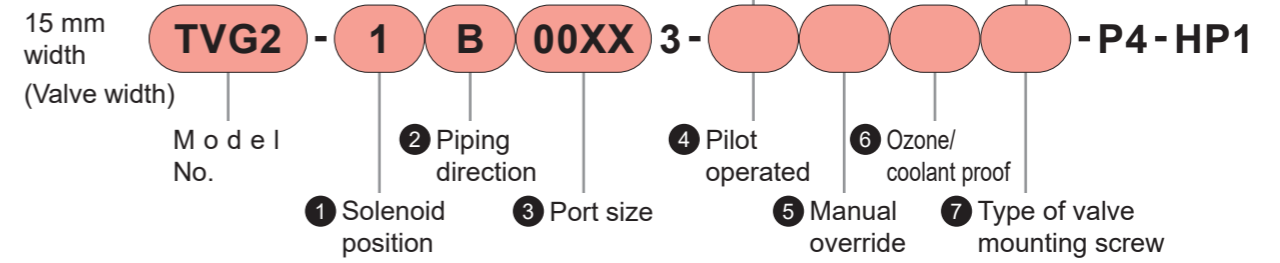 15 mm
width
(Valve width)
TVG2 - 1 B 00XX 3 - - P4 - HP1
Model
No.
2 Piping
direction
4 Pilot
operated
6 Ozone/
coolant proof
1 Solenoid
position
3 Port size
5 Manual
override
7 Type of valve
mounting screw